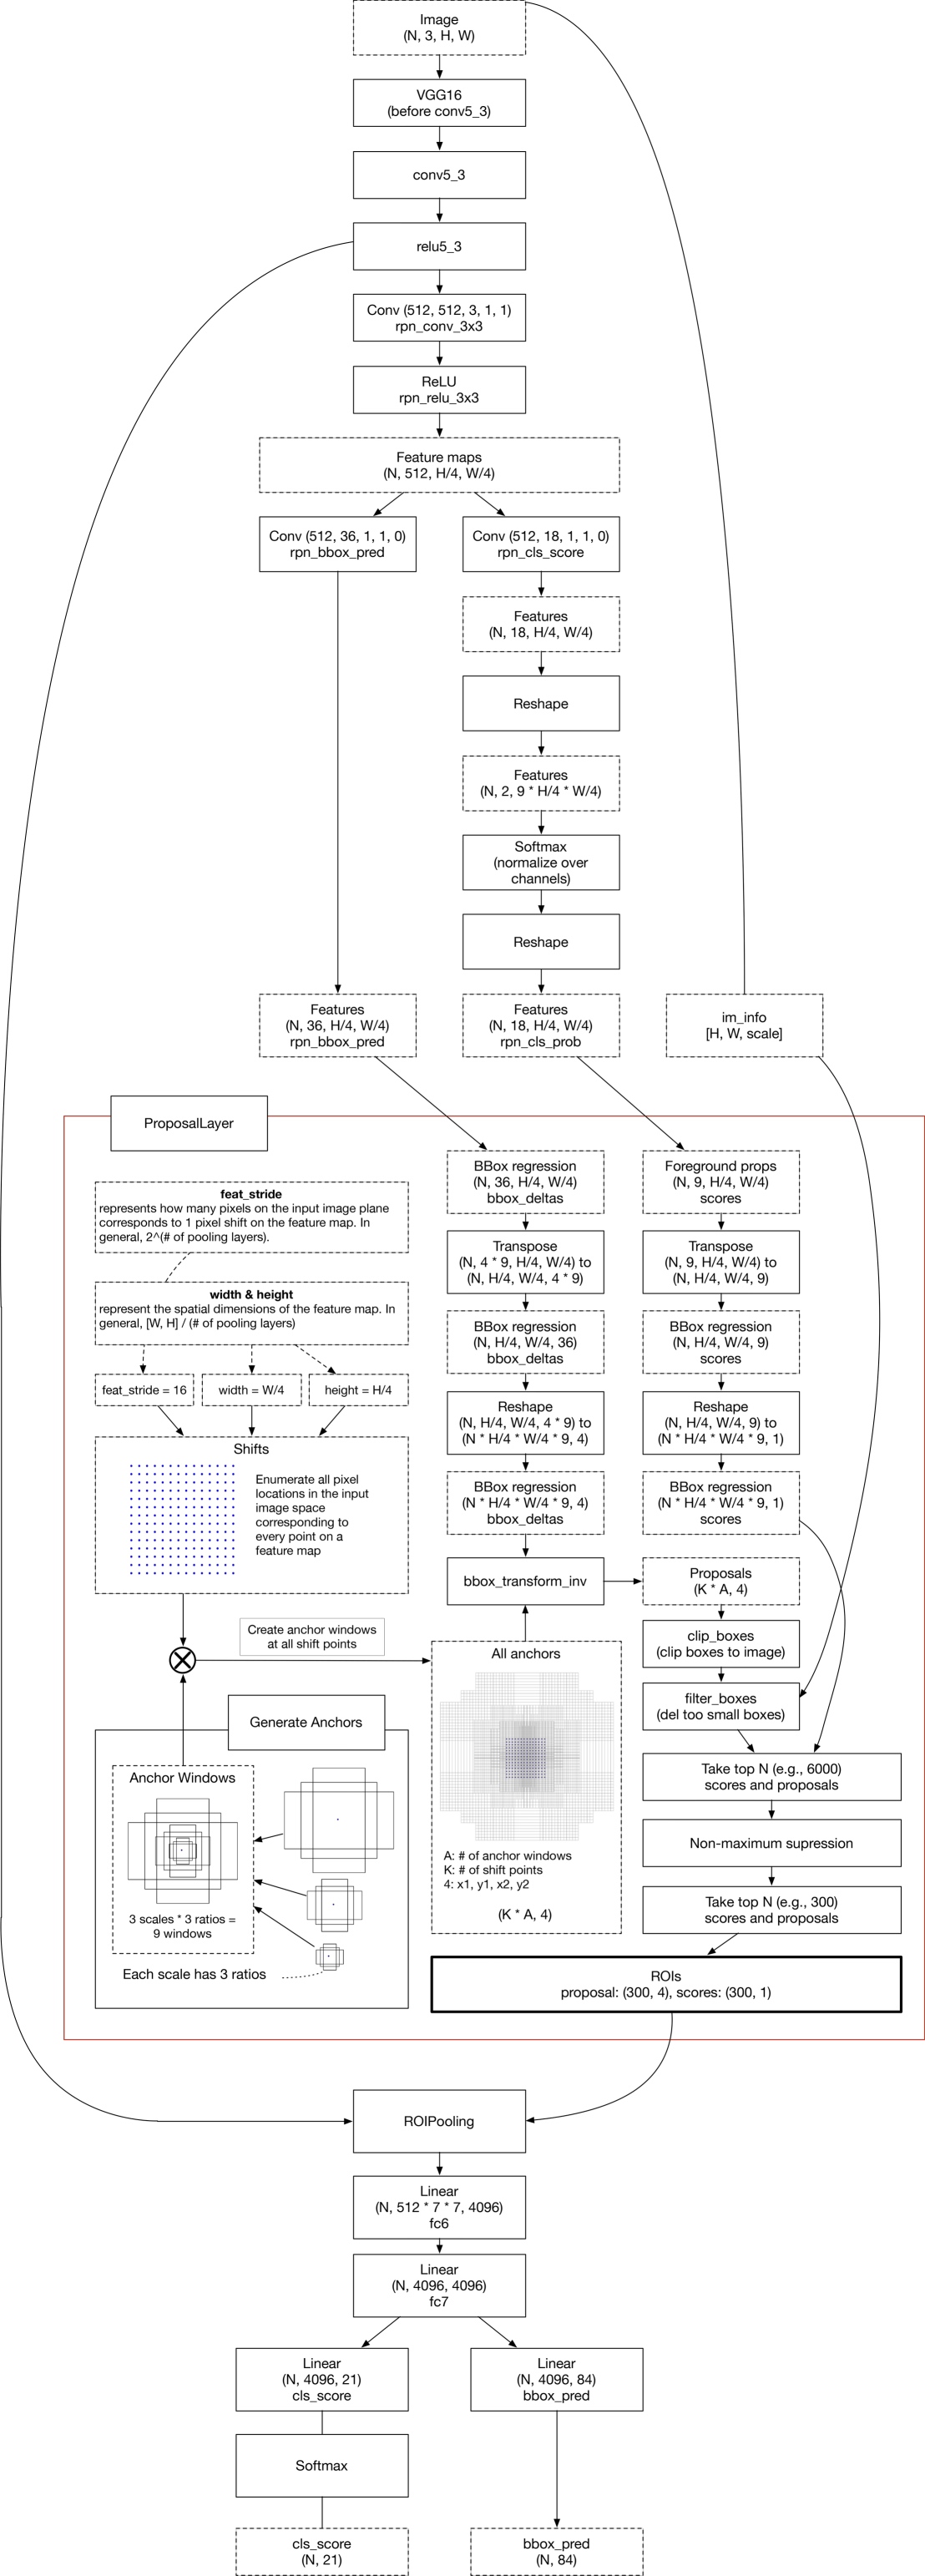 Image
(N, 3, H, W)
VGG16
(before conv5_3)
conv5_3
relu5_3
Conv (512, 512, 3, 1, 1)
rpn_conv_3x3
ReLU
rpn_relu_3x3
Feature maps
(N, 512, H/4, W/4)
Conv (512, 36, 1, 1, 0)
rpn_bbox_pred
Conv (512, 18, 1, 1, 0)
rpn_cls_score
Features
(N, 18, H/4, W/4)
Reshape
Features
(N, 2, 9 * H/4 * W/4)
Softmax
(normalize over
channels)
Reshape
Features
(N, 36, H/4, W/4)
rpn_bbox_pred
Features
(N, 18, H/4, W/4)
rpn_cls_prob
im_info
[H, W, scale]
ProposalLayer
feat_stride
represents how many pixels on the input image plane
corresponds to 1 pixel shift on the feature map. In
general, 2^(# of pooling layers).
width & height
represent the spatial dimensions of the feature map. In
general, [W, H] / (# of pooling layers)
feat_stride = 16
width = W/4
height = H/4
Shifts
Enumerate all pixel
locations in the input
image space
corresponding to
every point on a
feature map
Create anchor windows
at all shift points
Generate Anchors
Anchor Windows
3 scales * 3 ratios =
9 windows
Each scale has 3 ratios
BBox regression
(N, 36, H/4, W/4)
bbox_deltas
Transpose
(N, 4 * 9, H/4, W/4) to
(N, H/4, W/4, 4 * 9)
BBox regression
(N, H/4, W/4, 36)
bbox_deltas
Reshape
(N, H/4, W/4, 4 * 9) to
(N * H/4 * W/4 * 9, 4)
BBox regression
(N * H/4 * W/4 * 9, 4)
bbox_deltas
bbox_transform_inv
All anchors
A: # of anchor windows
K: # of shift points
4: x1, y1, x2, y2
(K * A, 4)
Foreground props
(N, 9, H/4, W/4)
scores
Transpose
(N, 9, H/4, W/4) to
(N, H/4, W/4, 9)
BBox regression
(N, H/4, W/4, 9)
scores
Reshape
(N, H/4, W/4, 9) to
(N * H/4 * W/4 * 9, 1)
BBox regression
(N * H/4 * W/4 * 9, 1)
scores
Proposals
(K * A, 4)
clip_boxes
(clip boxes to image)
filter_boxes
(del too small boxes)
Take top N (e.g., 6000)
scores and proposals
Non-maximum supression
Take top N (e.g., 300)
scores and proposals
ROIs
proposal: (300, 4), scores: (300, 1)
ROIPooling
Linear
(N, 512 * 7 * 7, 4096)
fc6
Linear
(N, 4096, 4096)
fc7
Linear
(N, 4096, 21)
cls_score
Linear
(N, 4096, 84)
bbox_pred
Softmax
cls_score
(N, 21)
bbox_pred
(N, 84)